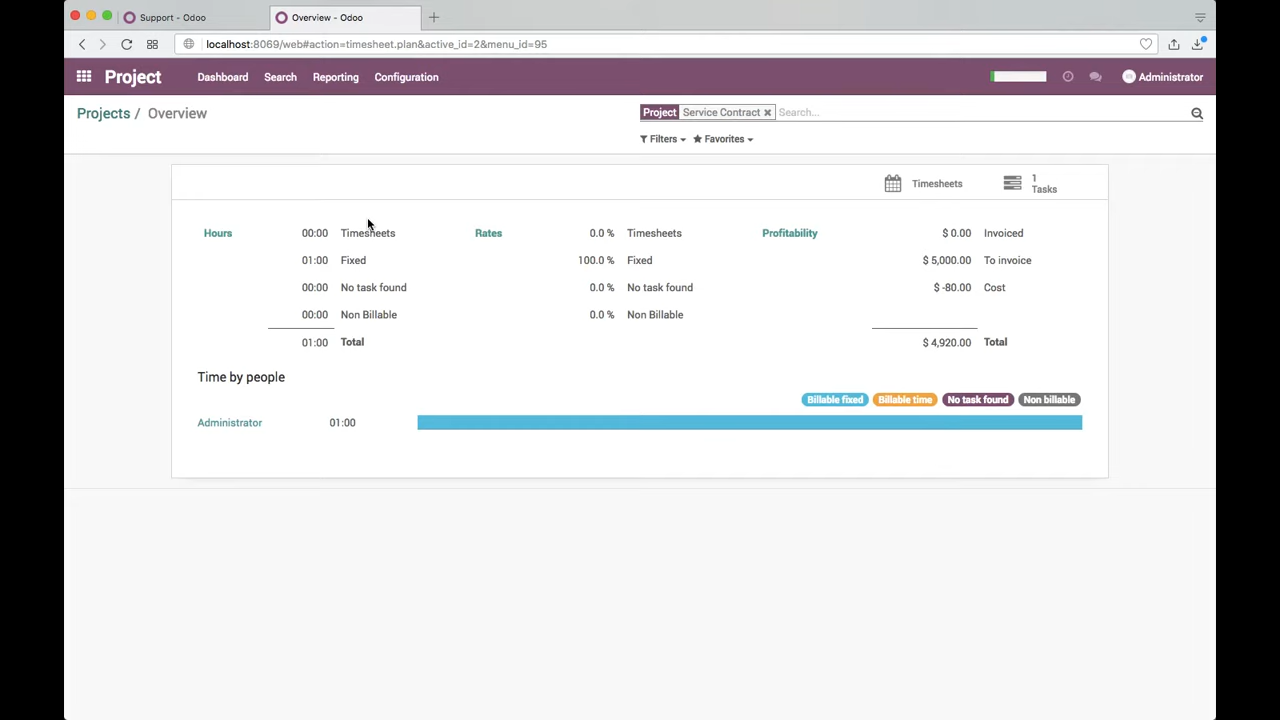 Support - Odoo
Overview - Odoo
localhost:8069/web#action=timesheet.plan&active_id=2&menu_id=95
Project
Dashboard
Search
Reporting
Configuration
Administrator
Projects / Overview
Project Service Contract × Search...
Filters
Favorites
Timesheets
1
Tasks
Hours 00:00 Timesheets Rates 0.0 % Timesheets Profitability $ 0.00 Invoiced
01:00 Fixed 100.0 % Fixed $ 5,000.00 To invoice
00:00 No task found 0.0 % No task found $ -80.00 Cost
00:00 Non Billable 0.0 % Non Billable
01:00 Total $ 4,920.00 Total
Time by people
Billable fixed Billable time No task found Non billable
Administrator 01:00